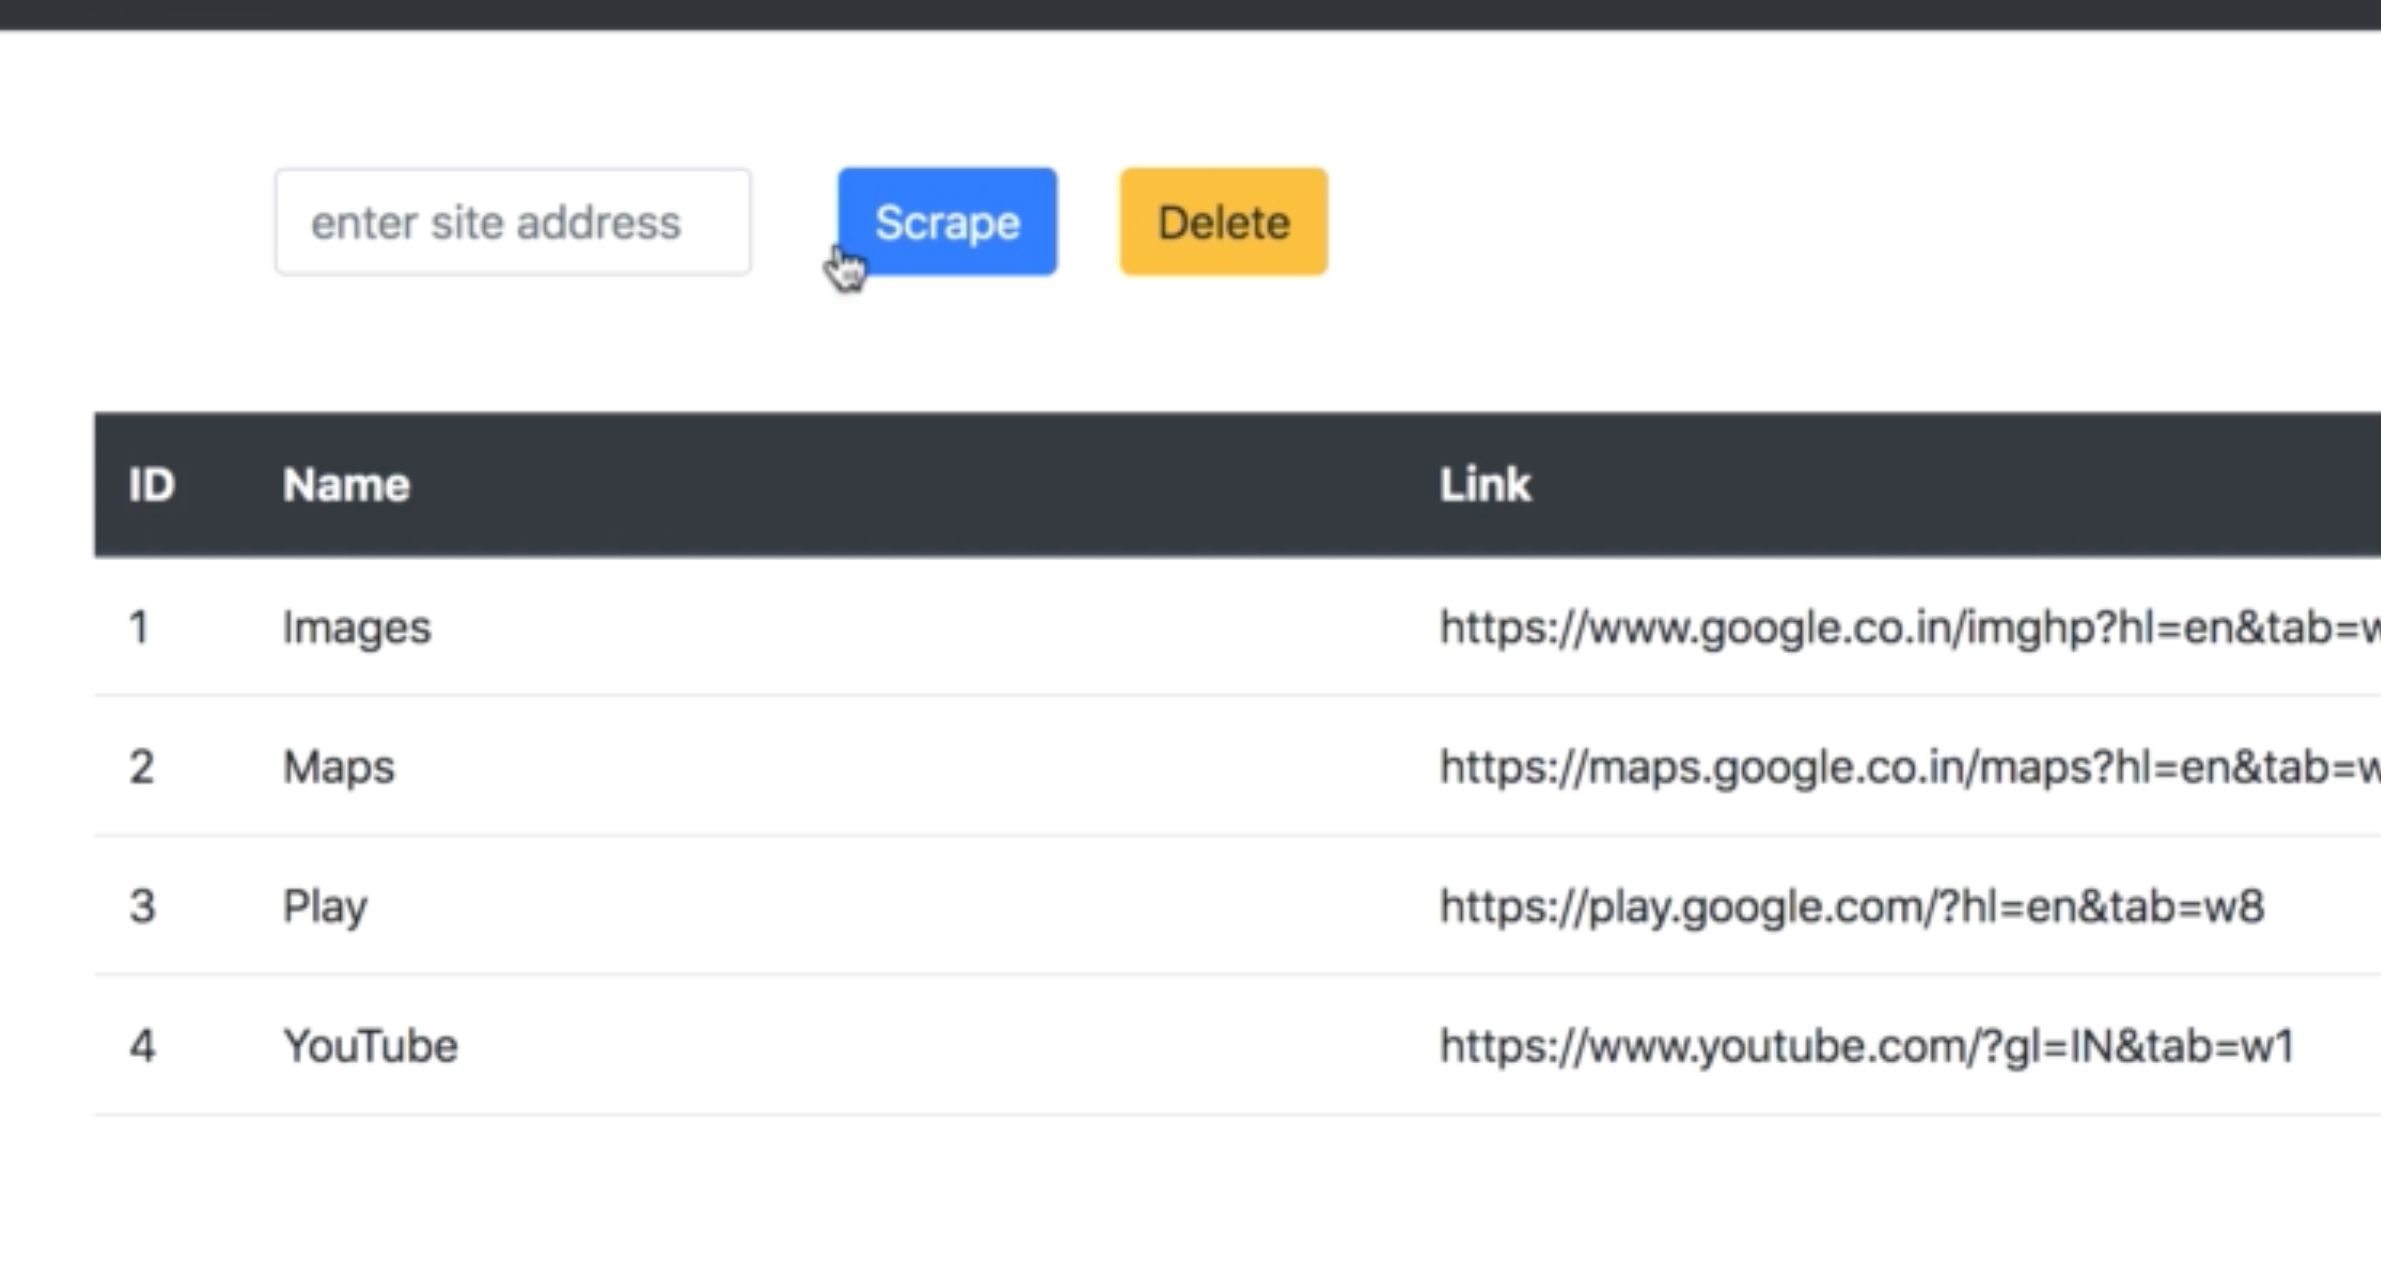 enter site address Scrape Delete
ID Name Link
1 Images https://www.google.co.in/imghp?hl=en&tab=w
2 Maps https://maps.google.co.in/maps?hl=en&tab=w
3 Play https://play.google.com/?hl=en&tab=w8
4 YouTube https://www.youtube.com/?gl=IN&tab=w1